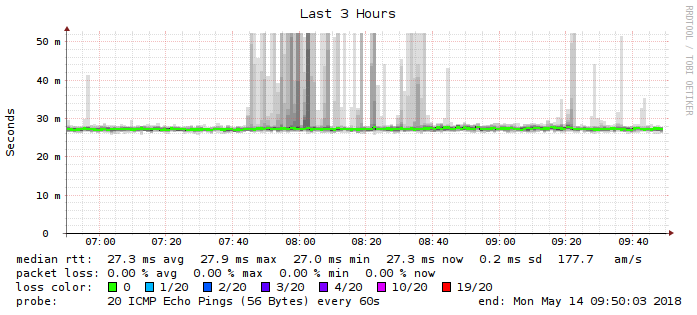 Last 3 Hours
RRDTOOL / TOBI OETIKER
Seconds
50 m
40 m
30 m
20 m
10 m
0
07:00 07:20 07:40 08:00 08:20 08:40 09:00 09:20 09:40
median rtt: 27.3 ms avg 27.9 ms max 27.0 ms min 27.3 ms now 0.2 ms sd 177.7 am/s
packet loss: 0.00 % avg 0.00 % max 0.00 % min 0.00 % now
loss color: 0 1/20 2/20 3/20 4/20 10/20 19/20
probe: 20 ICMP Echo Pings (56 Bytes) every 60s end: Mon May 14 09:50:03 2018